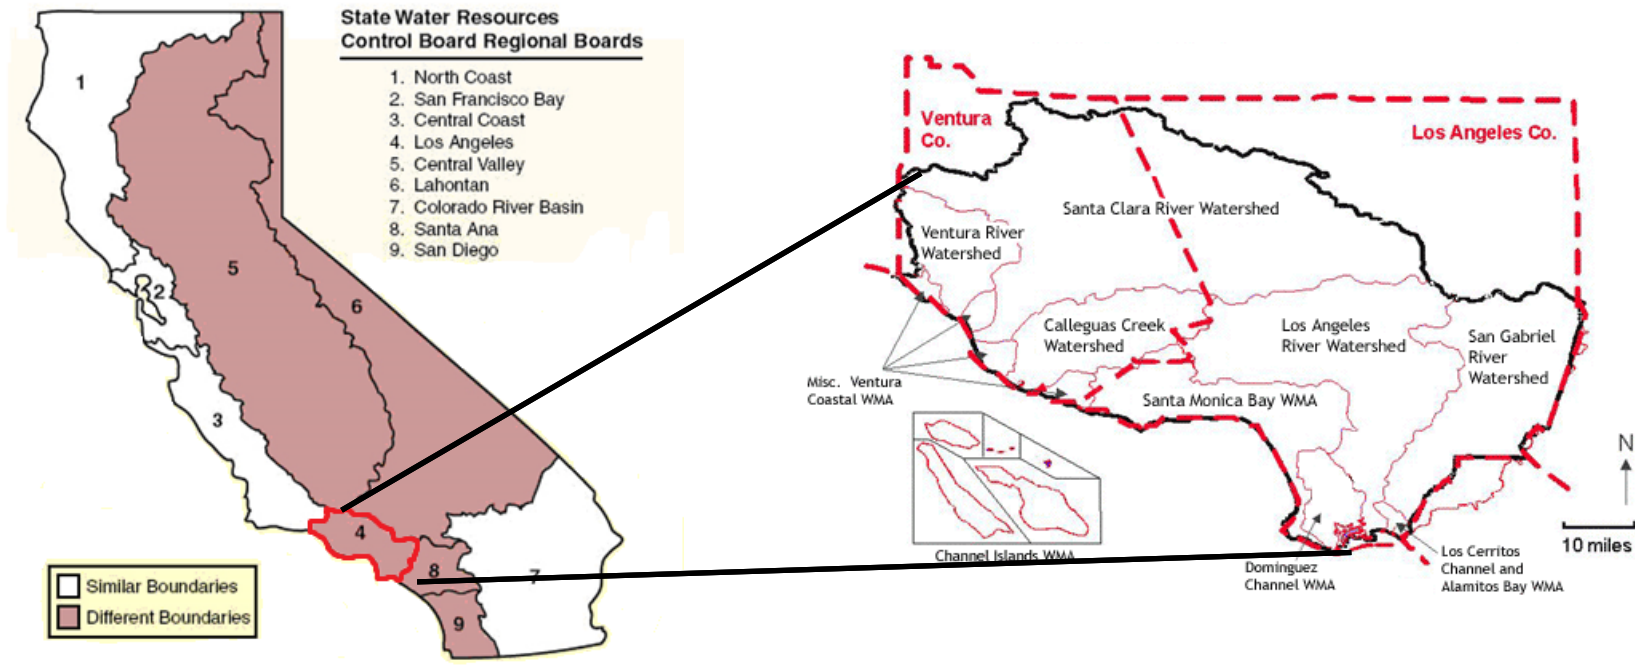 State Water Resources
Control Board Regional Boards
1. North Coast
2. San Francisco Bay
3. Central Coast
4. Los Angeles
5. Central Valley
6. Lahontan
7. Colorado River Basin
8. Santa Ana
9. San Diego
1
2
3
4
5
6
7
8
9
Similar Boundaries
Different Boundaries
Ventura
Co.
Los Angeles Co.
Santa Clara River Watershed
Ventura River
Watershed
Calleguas Creek
Watershed
Los Angeles
River Watershed
San Gabriel
River
Watershed
Misc. Ventura
Coastal WMA
Santa Monica Bay WMA
Channel Islands WMA
Dominguez
Channel WMA
Los Cerritos
Channel and
Alamitos Bay WMA
N
10 miles